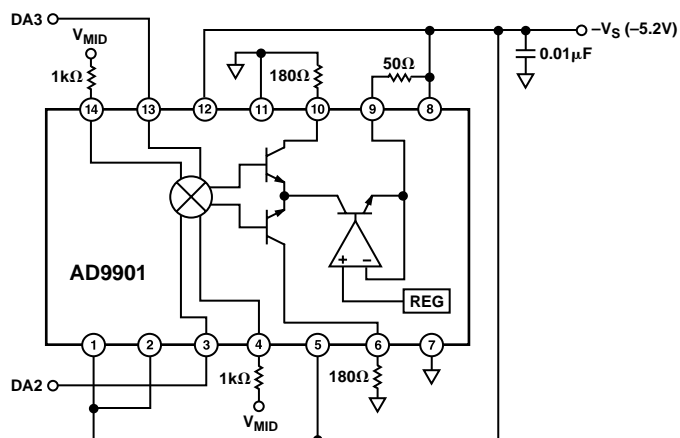 DA3
V_MID
1kΩ
180Ω
50Ω
–V_S (–5.2V)
0.01µF
14
13
12
11
10
9
8
AD9901
+
–
REG
1
2
3
4
5
6
7
DA2
1kΩ
180Ω
V_MID